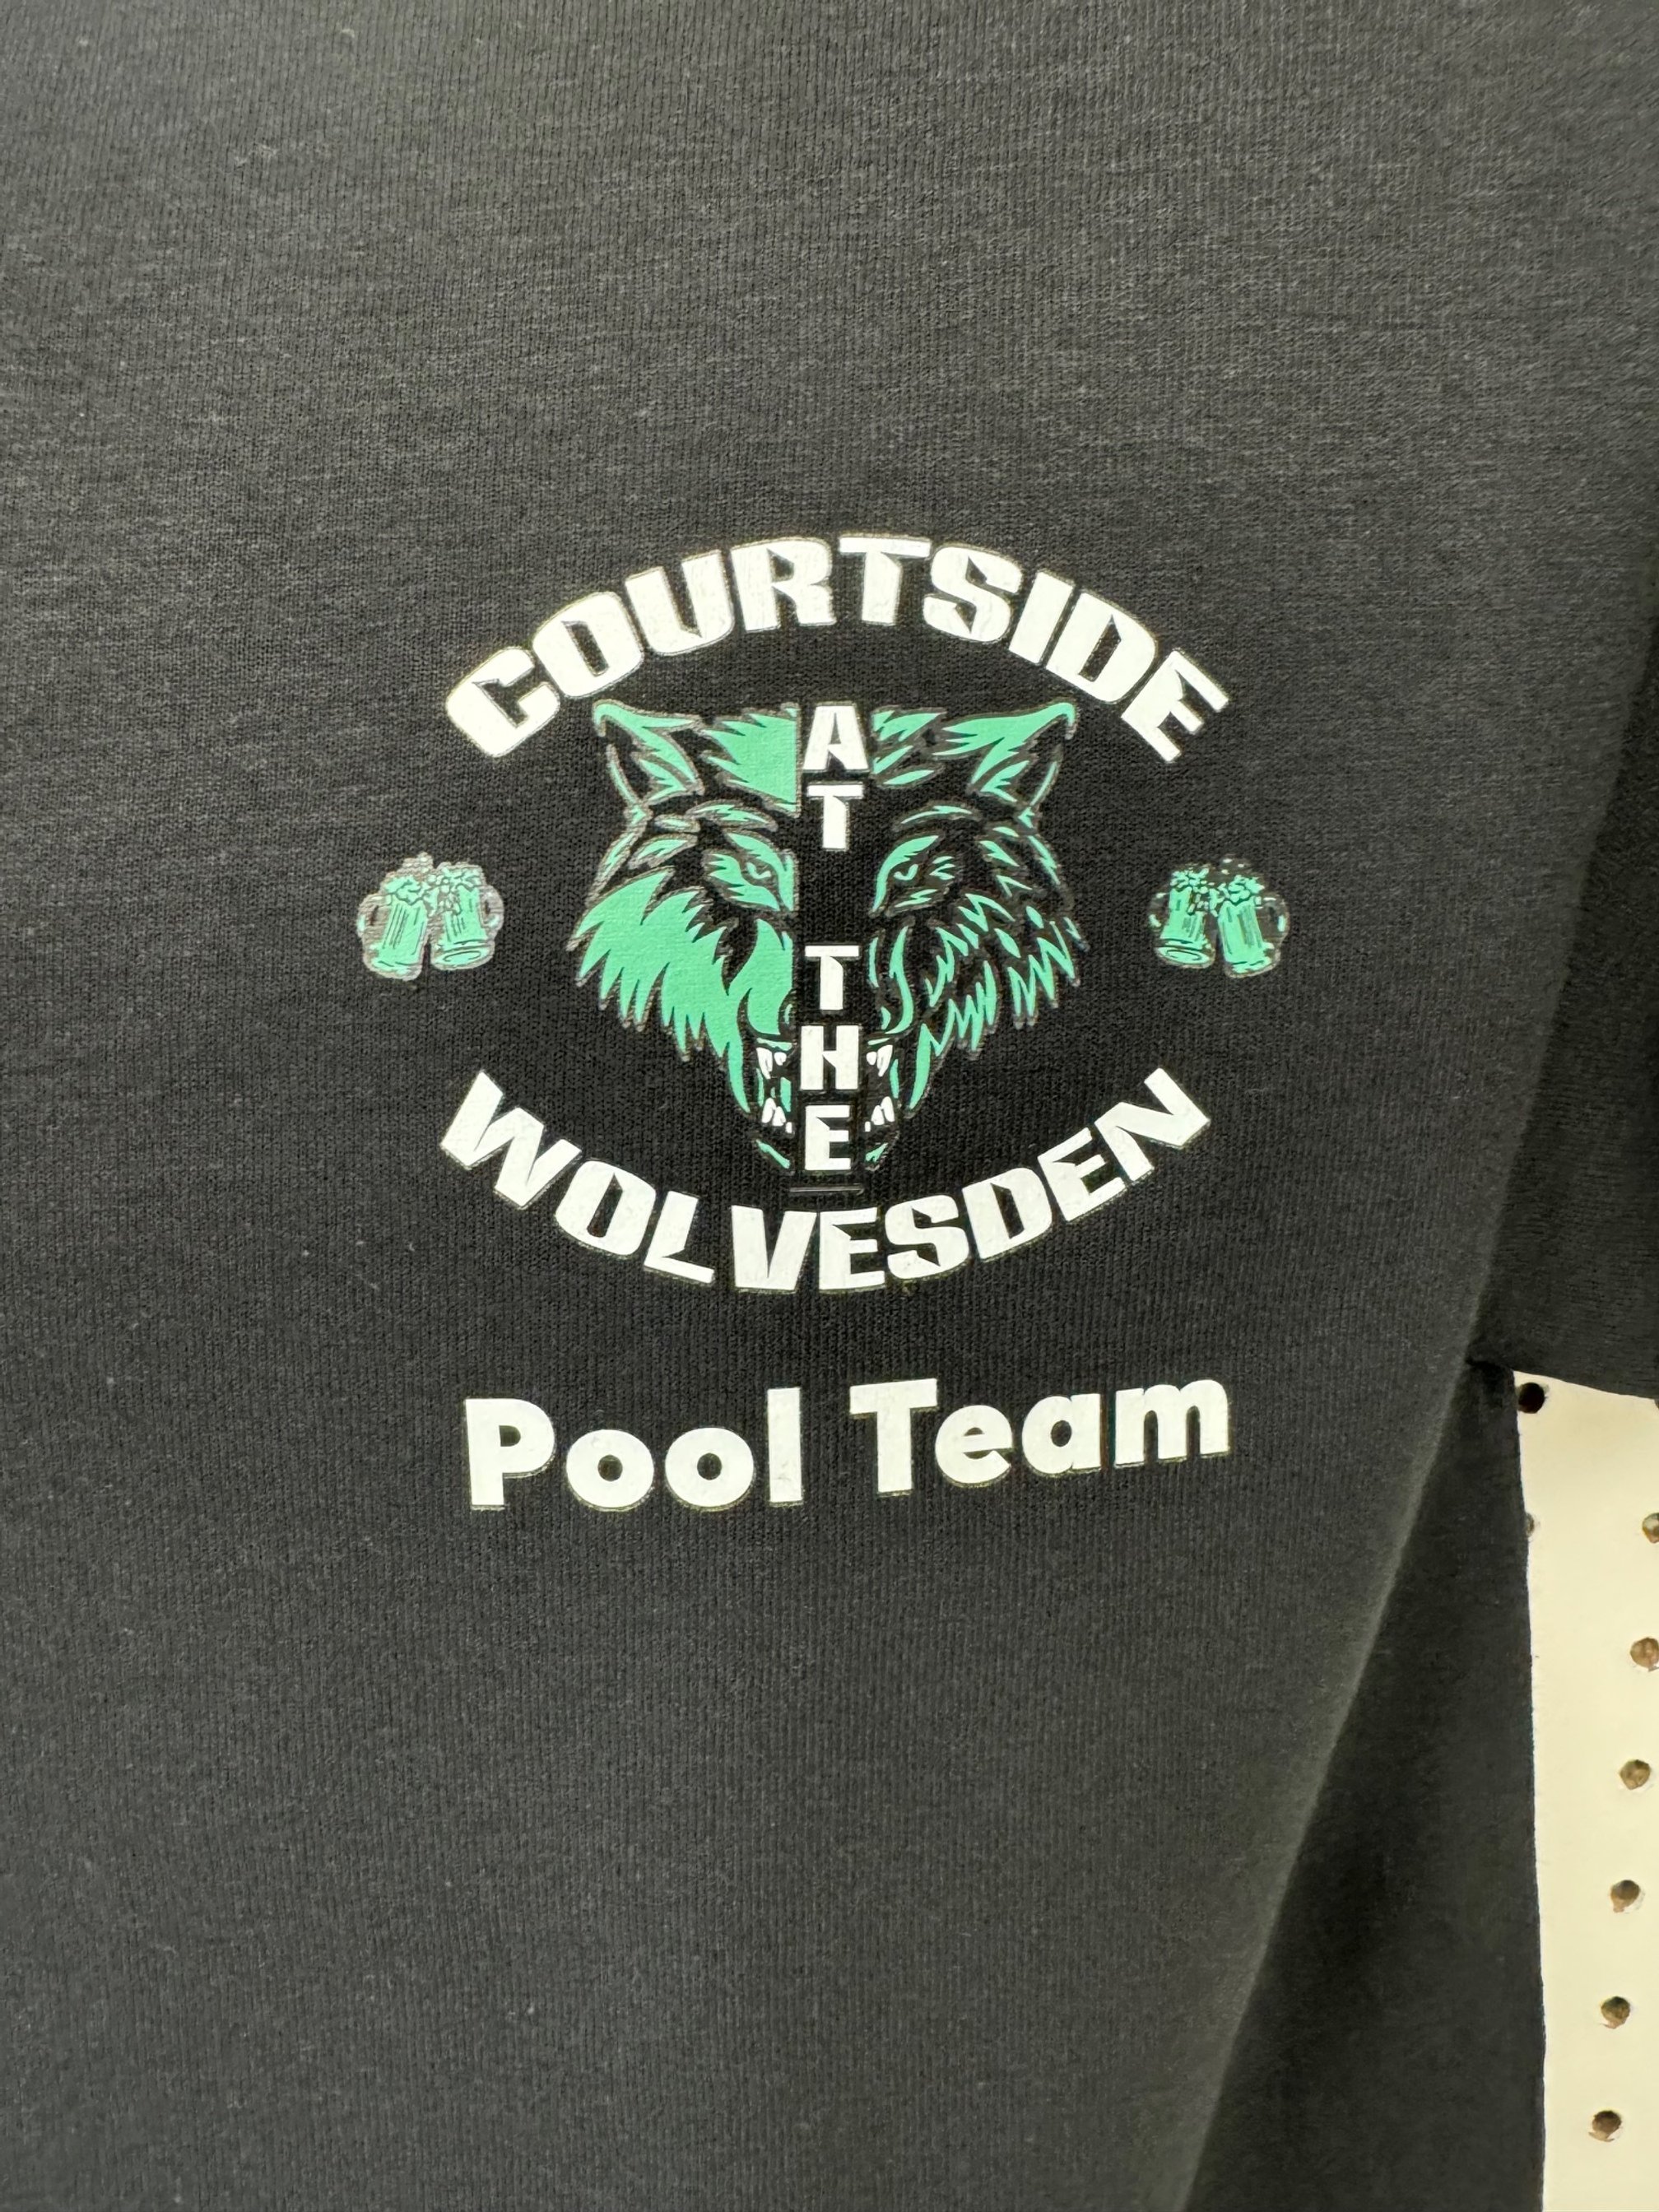 COURTSIDE
AT
THE
WOLVESDEN
Pool Team